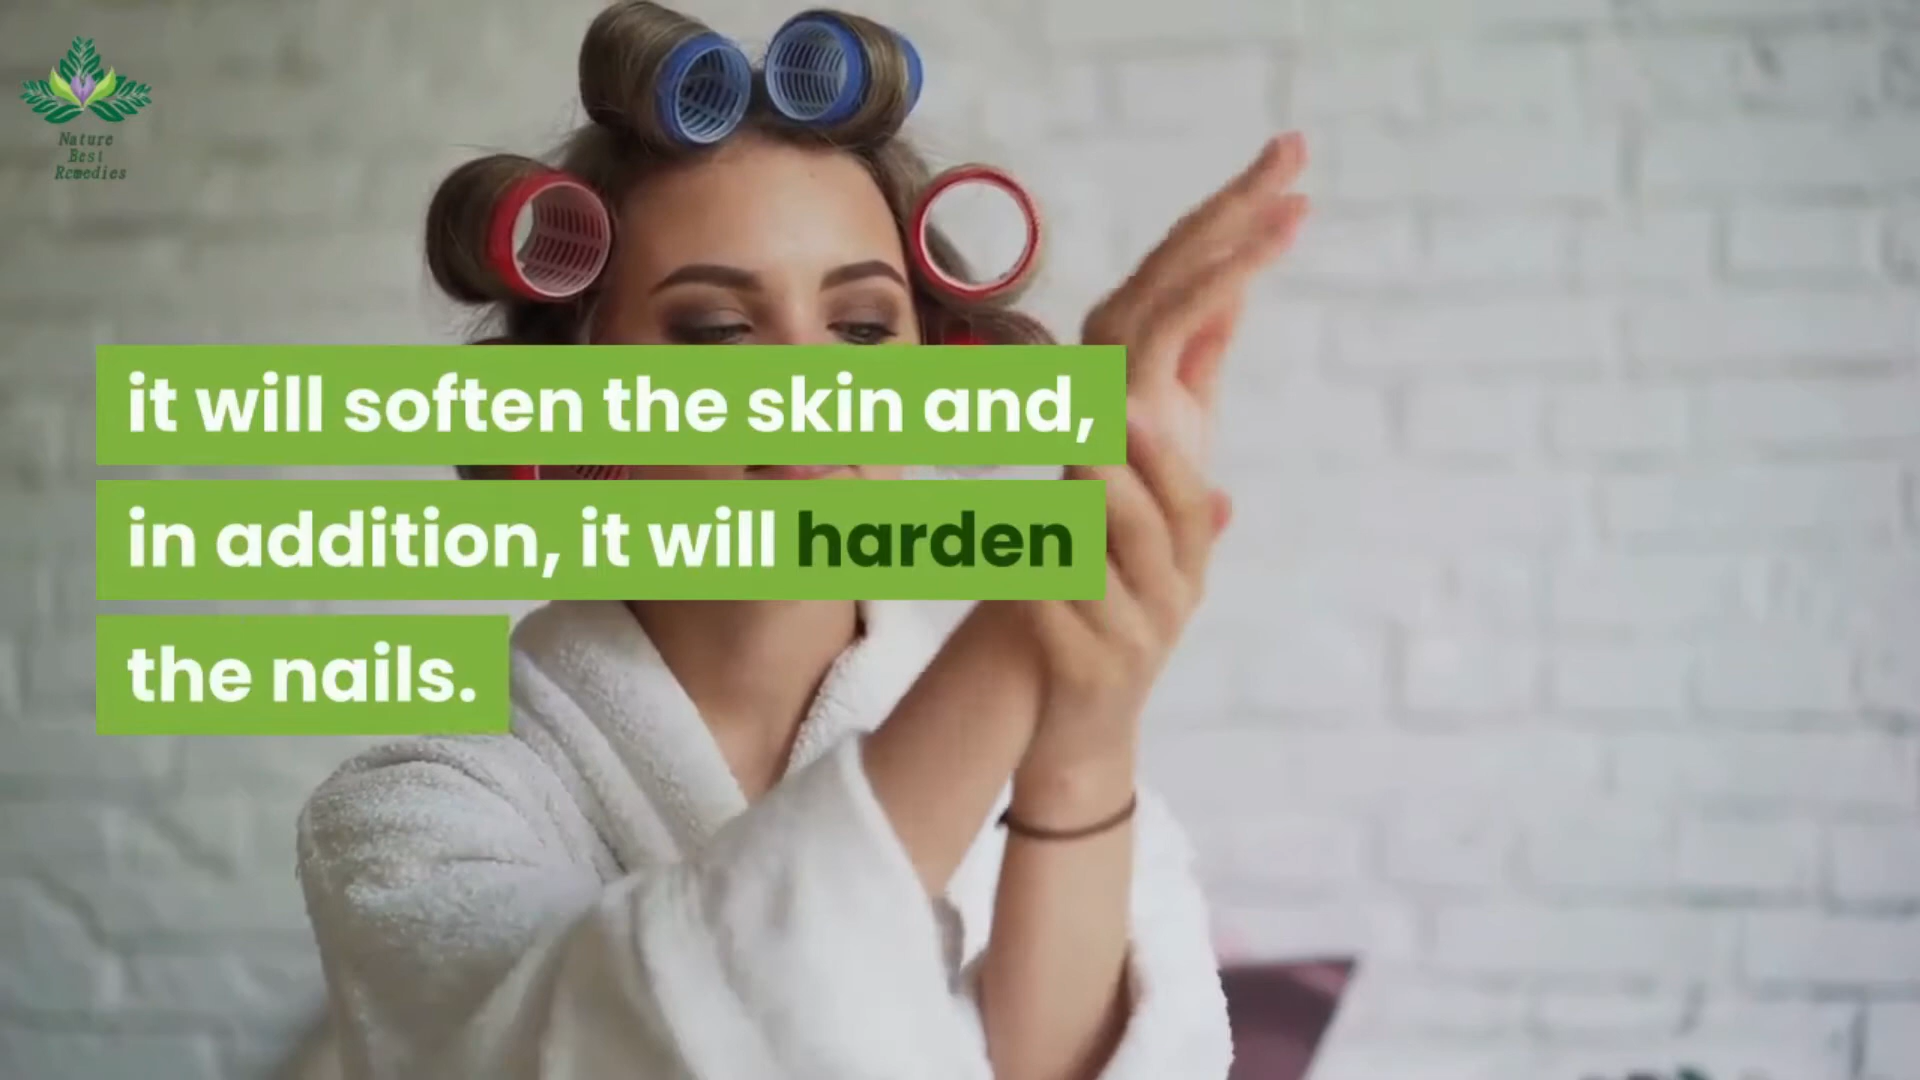 Nature
Best
Remedies
it will soften the skin and,
in addition, it will harden
the nails.